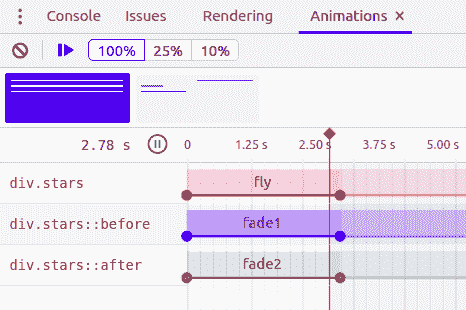 Console Issues Rendering Animations ×
100% 25% 10%
2.78 s 0 1.25 s 2.50 s 3.75 s 5.00 s
div.stars fly
div.stars::before fade1
div.stars::after fade2